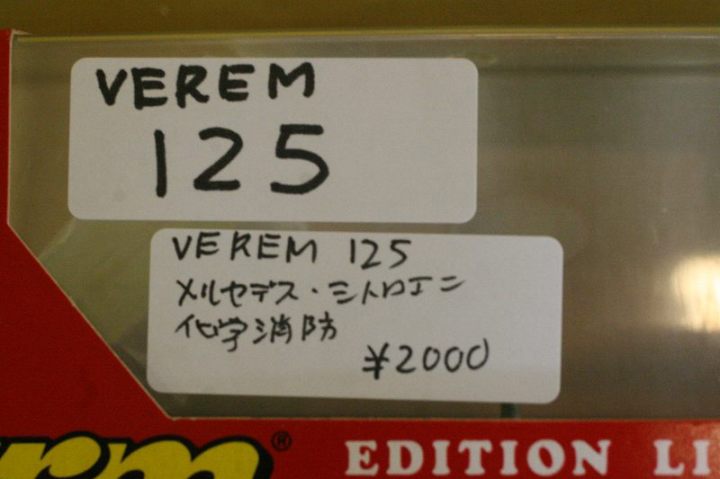 VEREM
125
VEREM 125
メルセデス・シトロエン
化学消防
¥2000
rm®
EDITION LI